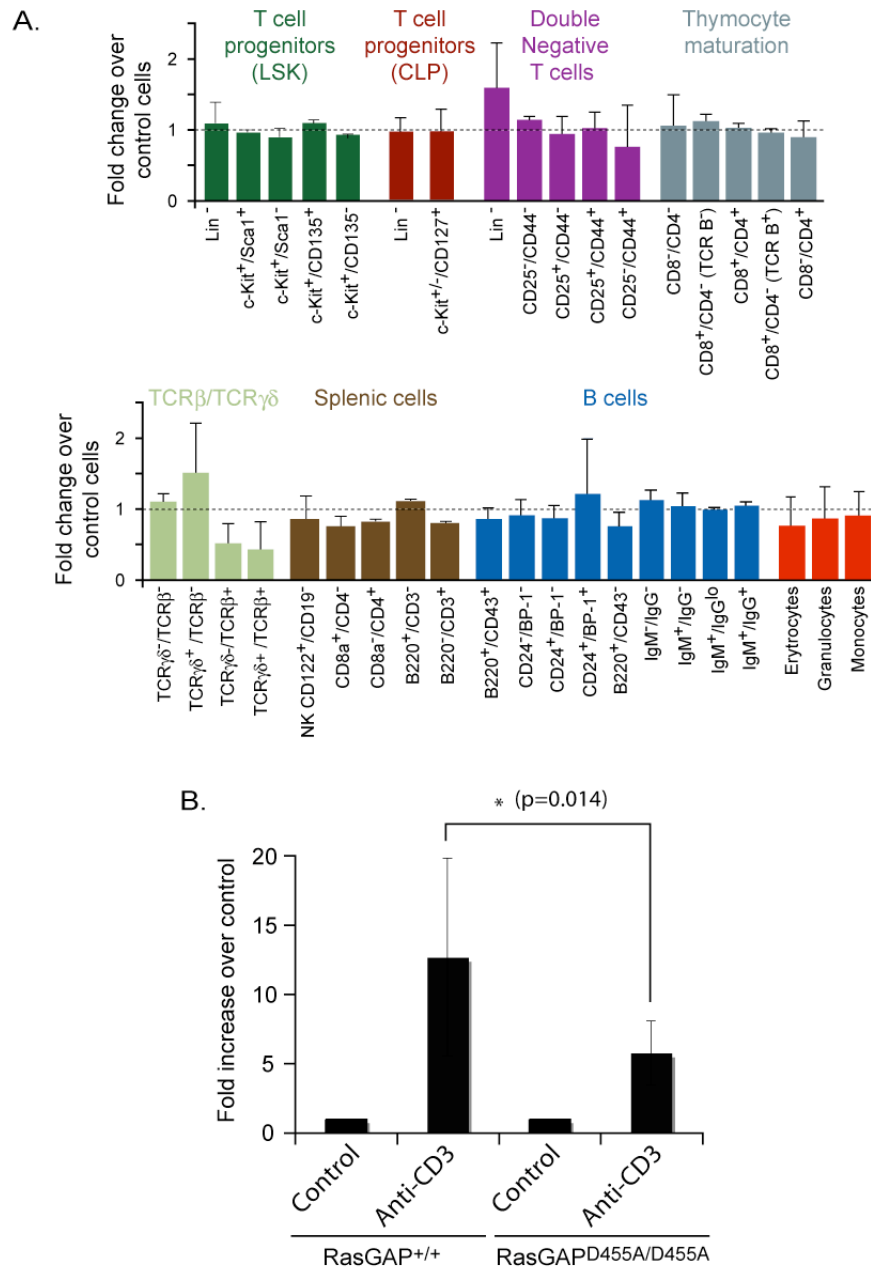 A.
T cell progenitors (LSK)
T cell progenitors (CLP)
Double Negative T cells
Thymocyte maturation
Fold change over control cells
2
1
0
Lin⁻
c-Kit⁺/Sca1⁺
c-Kit⁺/Sca1⁻
c-Kit⁺/CD135⁺
c-Kit⁺/CD135⁻
Lin⁻
c-Kit⁺/⁻/CD127⁺
Lin⁻
CD25⁻/CD44⁻
CD25⁺/CD44⁻
CD25⁺/CD44⁺
CD25⁻/CD44⁺
CD8⁻/CD4⁻
CD8⁺/CD4⁻ (TCR B⁻)
CD8⁺/CD4⁺
CD8⁺/CD4⁻ (TCR B⁺)
CD8⁻/CD4⁺
TCRβ/TCRγδ
Splenic cells
B cells
Fold change over control cells
2
1
0
TCRγδ⁻/TCRβ⁻
TCRγδ⁺/TCRβ⁻
TCRγδ-/TCRβ+
TCRγδ+ /TCRβ+
NK CD122⁺/CD19⁻
CD8a⁺/CD4⁻
CD8a⁻/CD4⁺
B220⁺/CD3⁻
B220⁻/CD3⁺
B220⁺/CD43⁺
CD24⁻/BP-1⁻
CD24⁺/BP-1⁻
CD24⁺/BP-1⁺
B220⁺/CD43⁻
IgM⁻/IgG⁻
IgM⁺/IgG⁻
IgM⁺/IgGˡᵒ
IgM⁺/IgG⁺
Erytrocytes
Granulocytes
Monocytes
B.
* (p=0.014)
Fold increase over control
20
15
10
5
0
Control
Anti-CD3
Control
Anti-CD3
RasGAP⁺/⁺
RasGAPD455A/D455A